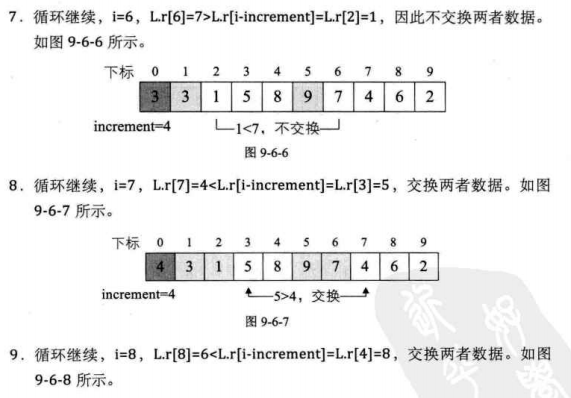 7．循环继续，i=6，L.r[6]=7>L.r[i-increment]=L.r[2]=1，因此不交换两者数据。
如图 9-6-6 所示。
下标 0 1 2 3 4 5 6 7 8 9
3 3 1 5 8 9 7 4 6 2
increment=4 1<7，不交换
图 9-6-6
8．循环继续，i=7，L.r[7]=4<L.r[i-increment]=L.r[3]=5，交换两者数据。如图
9-6-7 所示。
下标 0 1 2 3 4 5 6 7 8 9
4 3 1 5 8 9 7 4 6 2
increment=4 5>4，交换
图 9-6-7
9．循环继续，i=8，L.r[8]=6<L.r[i-increment]=L.r[4]=8，交换两者数据。如图
9-6-8 所示。